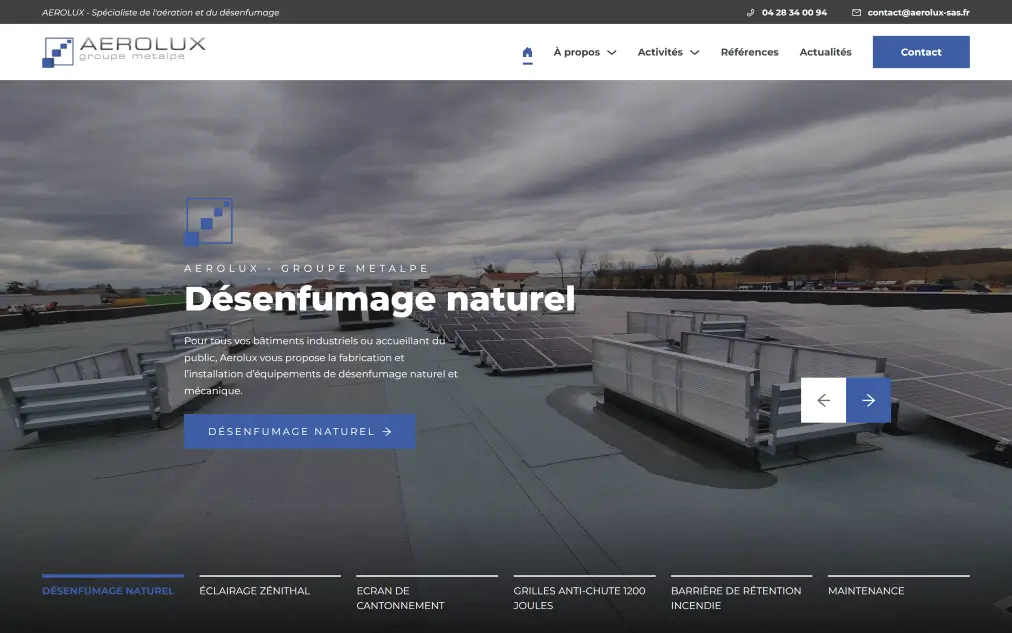 AEROLUX - Spécialiste de l'aération et du désenfumage
04 28 34 00 94
contact@aerolux-sas.fr
AEROLUX
groupe metalpe
À propos
Activités
Références
Actualités
Contact
AEROLUX - GROUPE METALPE
Désenfumage naturel
Pour tous vos bâtiments industriels ou accueillant du
public, Aerolux vous propose la fabrication et
l'installation d'équipements de désenfumage naturel et
mécanique.
DÉSENFUMAGE NATUREL
DÉSENFUMAGE NATUREL
ÉCLAIRAGE ZÉNITHAL
ECRAN DE
CANTONNEMENT
GRILLES ANTI-CHUTE 1200
JOULES
BARRIÈRE DE RÉTENTION
INCENDIE
MAINTENANCE